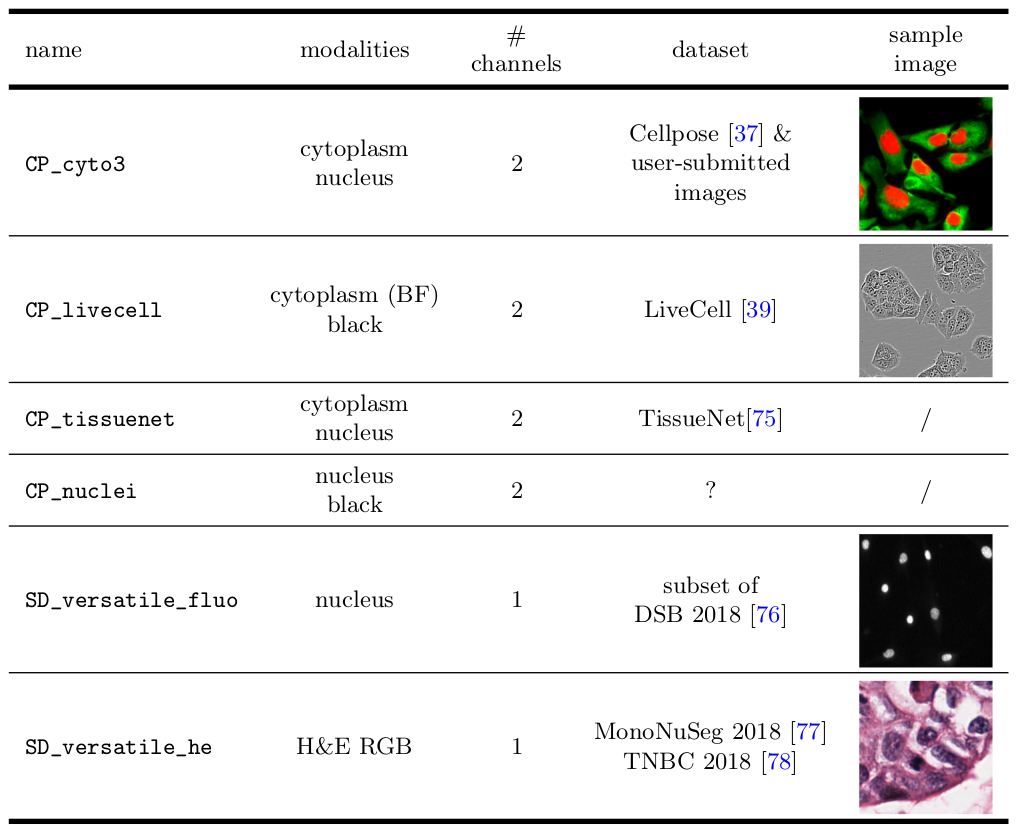 name modalities # channels dataset sample image
CP_cyto3 cytoplasm nucleus 2 Cellpose [37] & user-submitted images
CP_livecell cytoplasm (BF) black 2 LiveCell [39]
CP_tissuenet cytoplasm nucleus 2 TissueNet[75] /
CP_nuclei nucleus black 2 ? /
SD_versatile_fluo nucleus 1 subset of DSB 2018 [76]
SD_versatile_he H&E RGB 1 MonoNuSeg 2018 [77] TNBC 2018 [78]